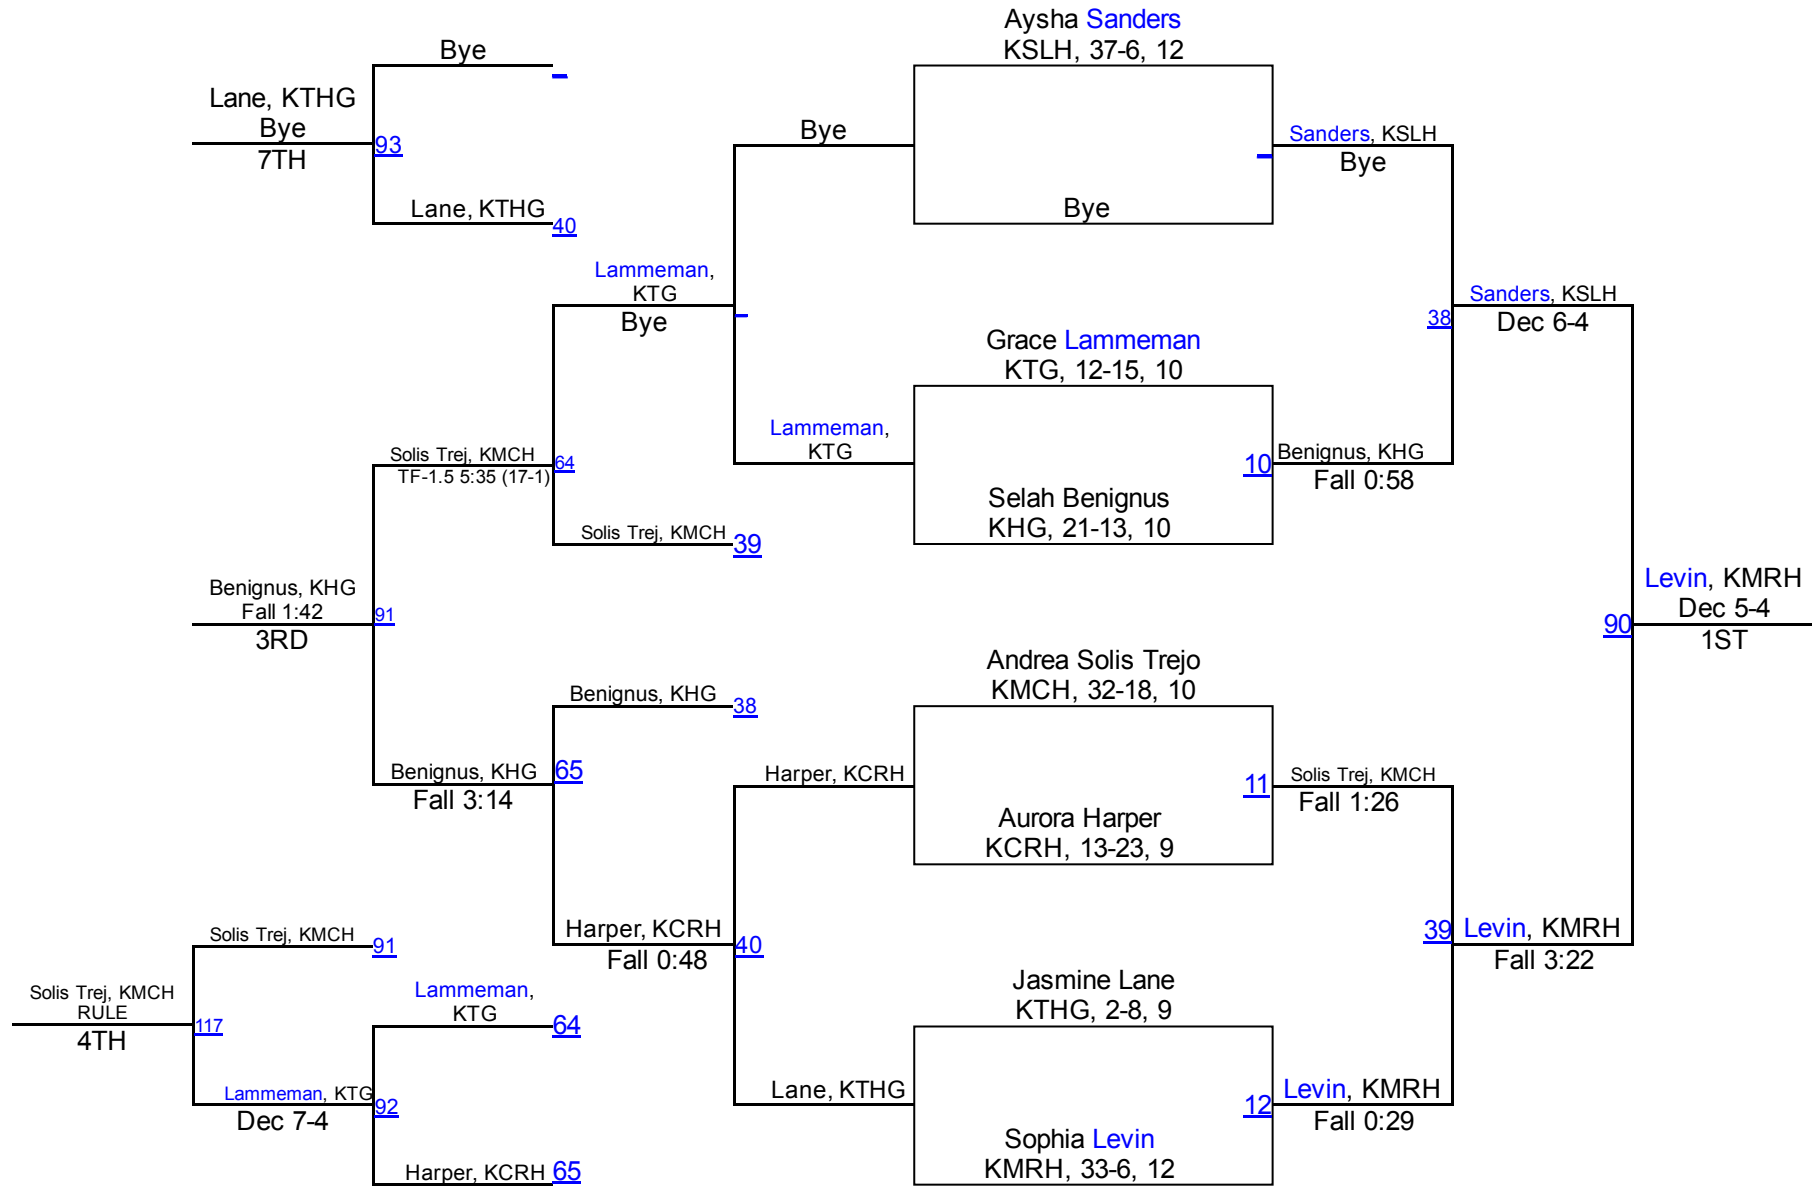 Aysha Sanders
KSLH, 37-6, 12
Bye
Lane, KTHG
Bye
7TH
93
Bye
Sanders, KSLH
Bye
Lane, KTHG
40
Bye
Lammeman,
KTG
Bye
Sanders, KSLH
Dec 6-4
38
Grace Lammeman
KTG, 12-15, 10
Lammeman,
KTG
Solis Trej, KMCH
TF-1.5 5:35 (17-1)
64
10
Benignus, KHG
Fall 0:58
Selah Benignus
KHG, 21-13, 10
Solis Trej, KMCH
39
Benignus, KHG
Fall 1:42
3RD
91
Levin, KMRH
Dec 5-4
1ST
90
Andrea Solis Trejo
KMCH, 32-18, 10
Benignus, KHG
38
Benignus, KHG
Fall 3:14
65
Harper, KCRH
11
Solis Trej, KMCH
Fall 1:26
Aurora Harper
KCRH, 13-23, 9
Solis Trej, KMCH
91
Harper, KCRH
Fall 0:48
40
39
Levin, KMRH
Fall 3:22
Jasmine Lane
KTHG, 2-8, 9
Solis Trej, KMCH
RULE
4TH
117
Lammeman,
KTG
64
Lammeman, KTG
Dec 7-4
92
Lane, KTHG
12
Levin, KMRH
Fall 0:29
Sophia Levin
KMRH, 33-6, 12
Harper, KCRH
65